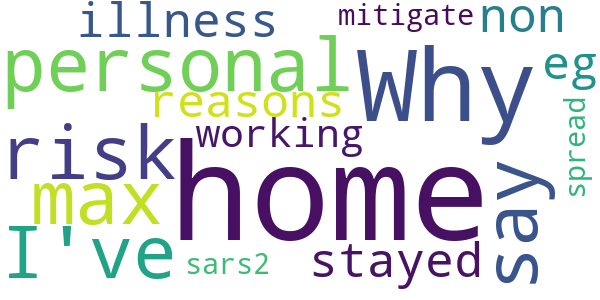 illness
mitigate
non
personal
Why
eg
reasons
spread
risk
working
home
say
max
I've
sars2
stayed